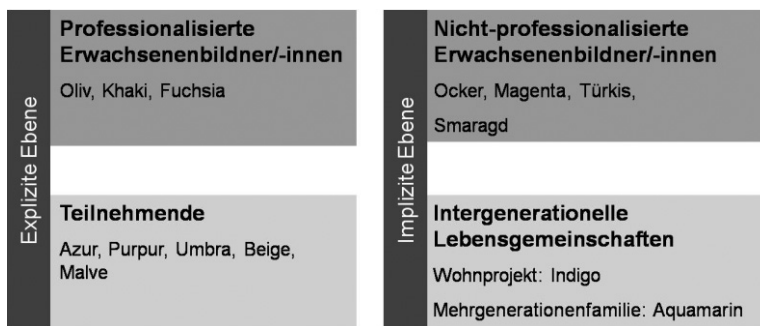 Explizite Ebene
Professionalisierte
Erwachsenenbildner/-innen
Oliv, Khaki, Fuchsia
Teilnehmende
Azur, Purpur, Umbra, Beige,
Malve
Implizite Ebene
Nicht-professionalisierte
Erwachsenenbildner/-innen
Ocker, Magenta, Türkis,
Smaragd
Intergenerationelle
Lebensgemeinschaften
Wohnprojekt: Indigo
Mehrgenerationenfamilie: Aquamarin